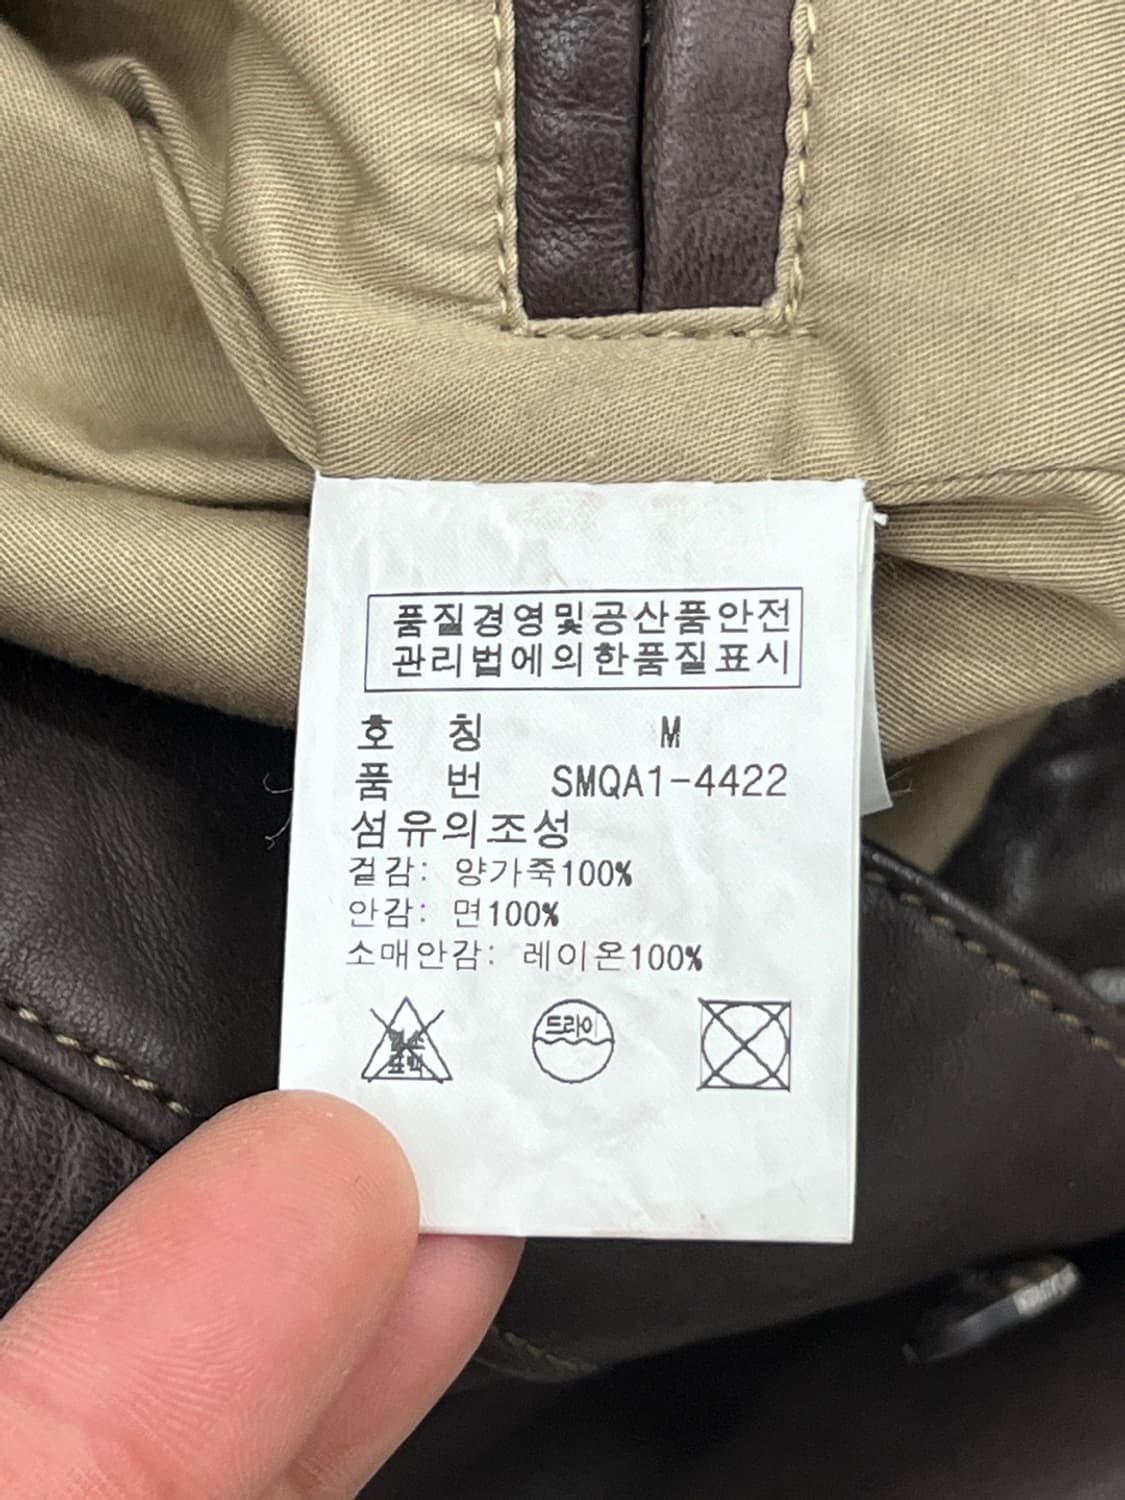 품질경영및공산품안전
관리법에의한품질표시
호 칭 M
품 번 SMQA1-4422
섬유의조성
겉감: 양가죽100%
안감: 면100%
소매안감: 레이온100%
드라이